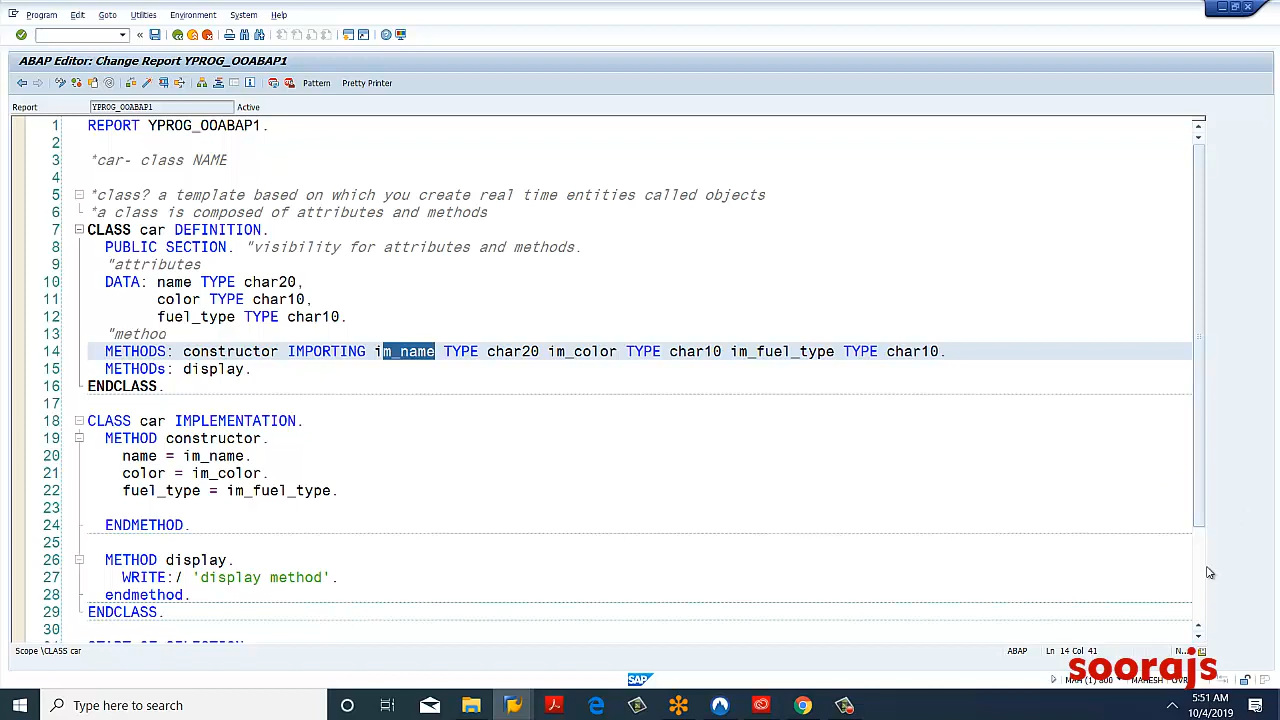 Program Edit Goto Utilities Environment System Help
ABAP Editor: Change Report YPROG_OOABAP1
Pattern Pretty Printer
Report YPROG_OOABAP1 Active
1 REPORT YPROG_OOABAP1.
2
3 *car- class NAME
4
5 *class? a template based on which you create real time entities called objects
6 *a class is composed of attributes and methods
7 CLASS car DEFINITION.
8 PUBLIC SECTION. "visibility for attributes and methods.
9 "attributes
10 DATA: name TYPE char20,
11 color TYPE char10,
12 fuel_type TYPE char10.
13 "method
14 METHODS: constructor IMPORTING im_name TYPE char20 im_color TYPE char10 im_fuel_type TYPE char10.
15 METHODs: display.
16 ENDCLASS.
17
18 CLASS car IMPLEMENTATION.
19 METHOD constructor.
20 name = im_name.
21 color = im_color.
22 fuel_type = im_fuel_type.
23
24 ENDMETHOD.
25
26 METHOD display.
27 WRITE:/ 'display method'.
28 endmethod.
29 ENDCLASS.
30
Scope \CLASS car ABAP Ln 14 Col 41
soorajs
SAP
Type here to search
5:51 AM
10/4/2019